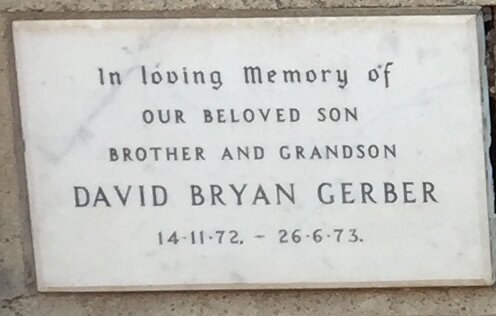 In loving Memory of
OUR BELOVED SON
BROTHER AND GRANDSON
DAVID BRYAN GERBER
14·11·72. – 26·6·73.